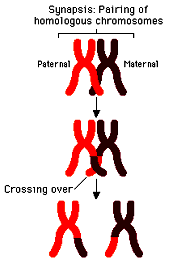 Synapsis: Pairing of
homologous chromosomes
Paternal
Maternal
Crossing over